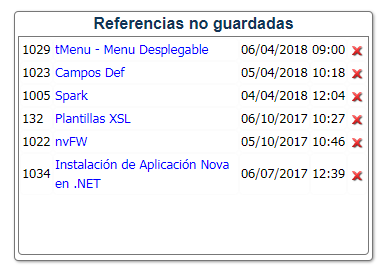 Referencias no guardadas
1029 tMenu - Menu Desplegable 06/04/2018 09:00
1023 Campos Def 05/04/2018 10:18
1005 Spark 04/04/2018 12:04
132 Plantillas XSL 06/10/2017 10:27
1022 nvFW 05/10/2017 10:46
1034 Instalación de Aplicación Nova en .NET 06/07/2017 12:39